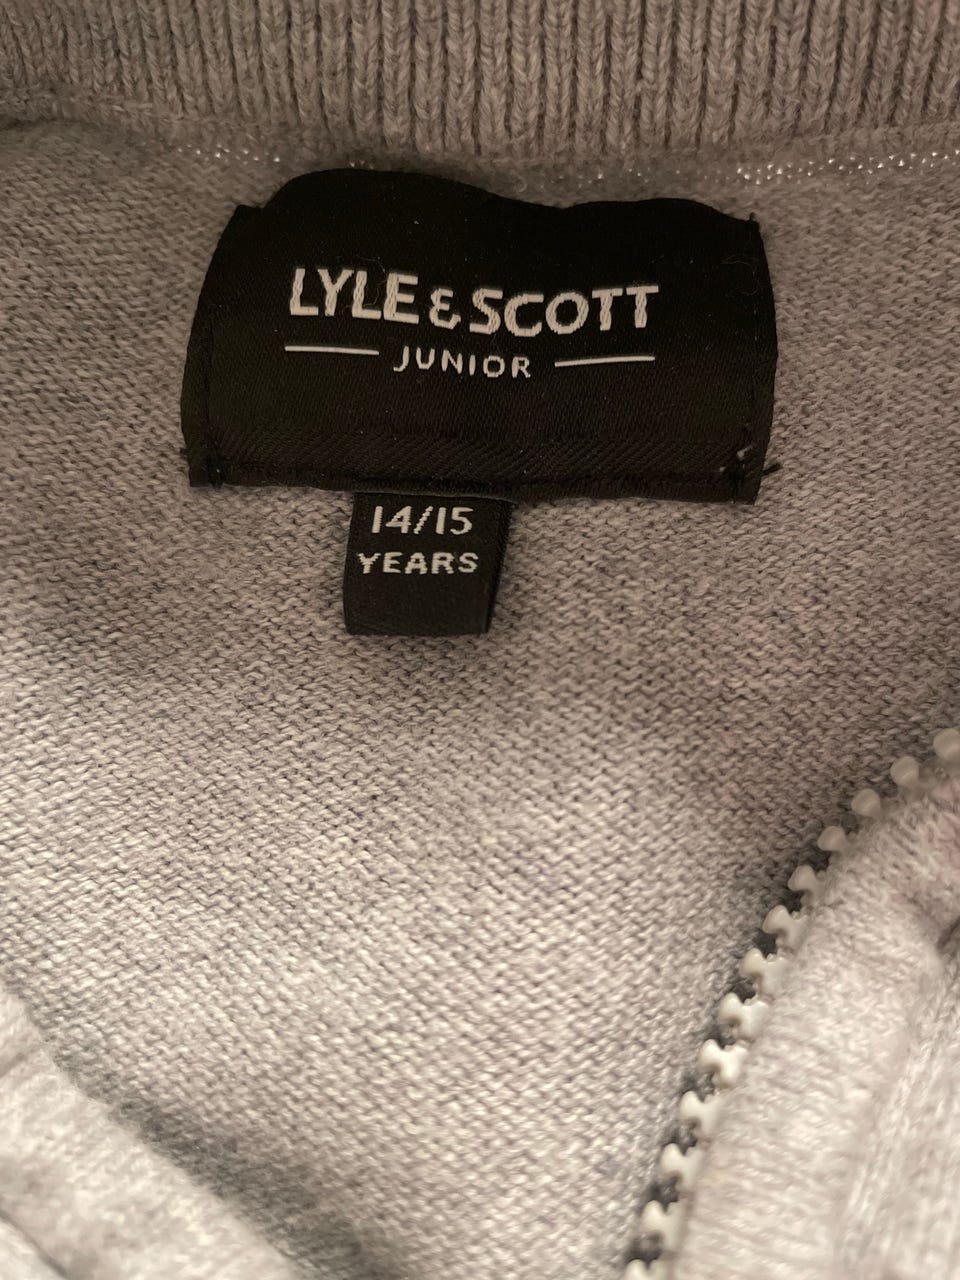 LYLE & SCOTT
JUNIOR
14/15
YEARS